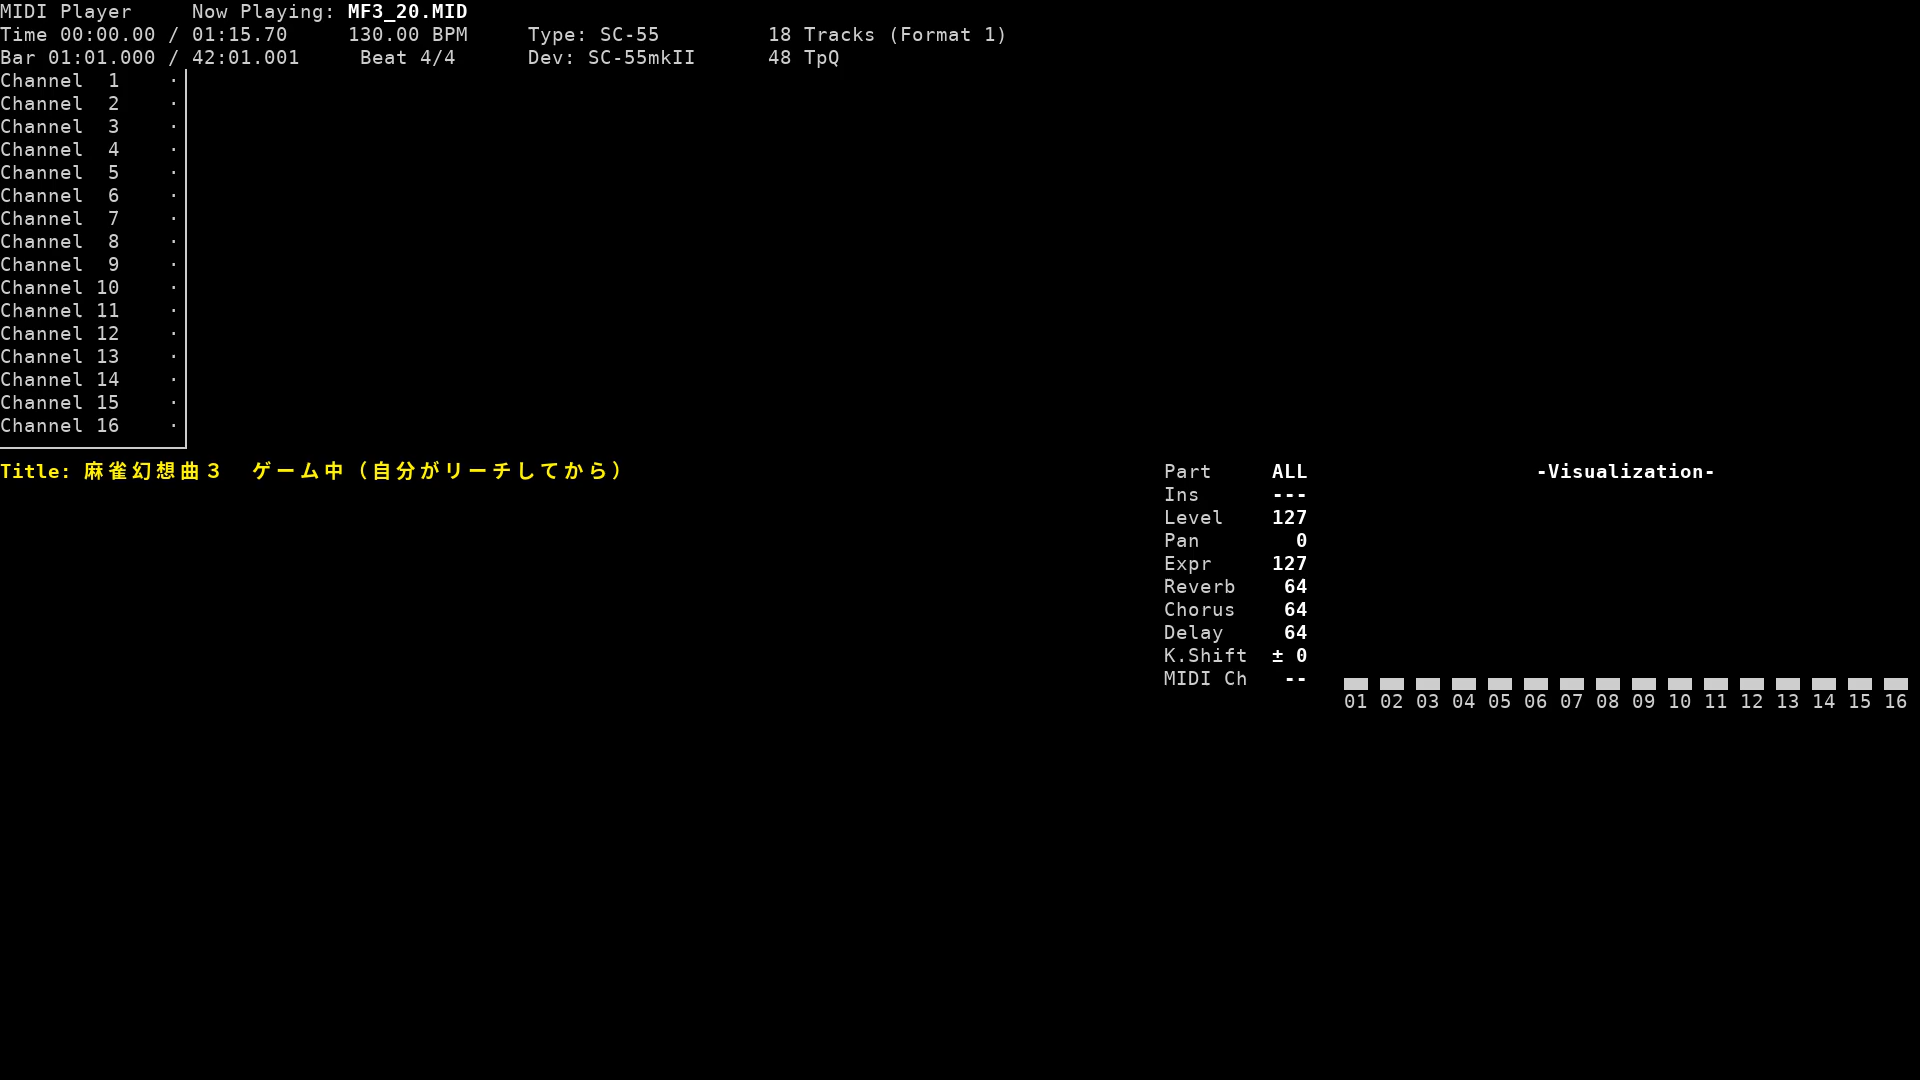 MIDI Player     Now Playing: MF3_20.MID
Time 00:00.00 / 01:15.70     130.00 BPM     Type: SC-55     18 Tracks (Format 1)
Bar 01:01.000 / 42:01.001     Beat 4/4     Dev: SC-55mkII     48 TpQ
Channel 1
Channel 2
Channel 3
Channel 4
Channel 5
Channel 6
Channel 7
Channel 8
Channel 9
Channel 10
Channel 11
Channel 12
Channel 13
Channel 14
Channel 15
Channel 16
Title: 麻雀幻想曲３　ゲーム中（自分がリーチしてから）
Part ALL
Ins ---
Level 127
Pan 0
Expr 127
Reverb 64
Chorus 64
Delay 64
K.Shift ± 0
MIDI Ch --
-Visualization-
01 02 03 04 05 06 07 08 09 10 11 12 13 14 15 16